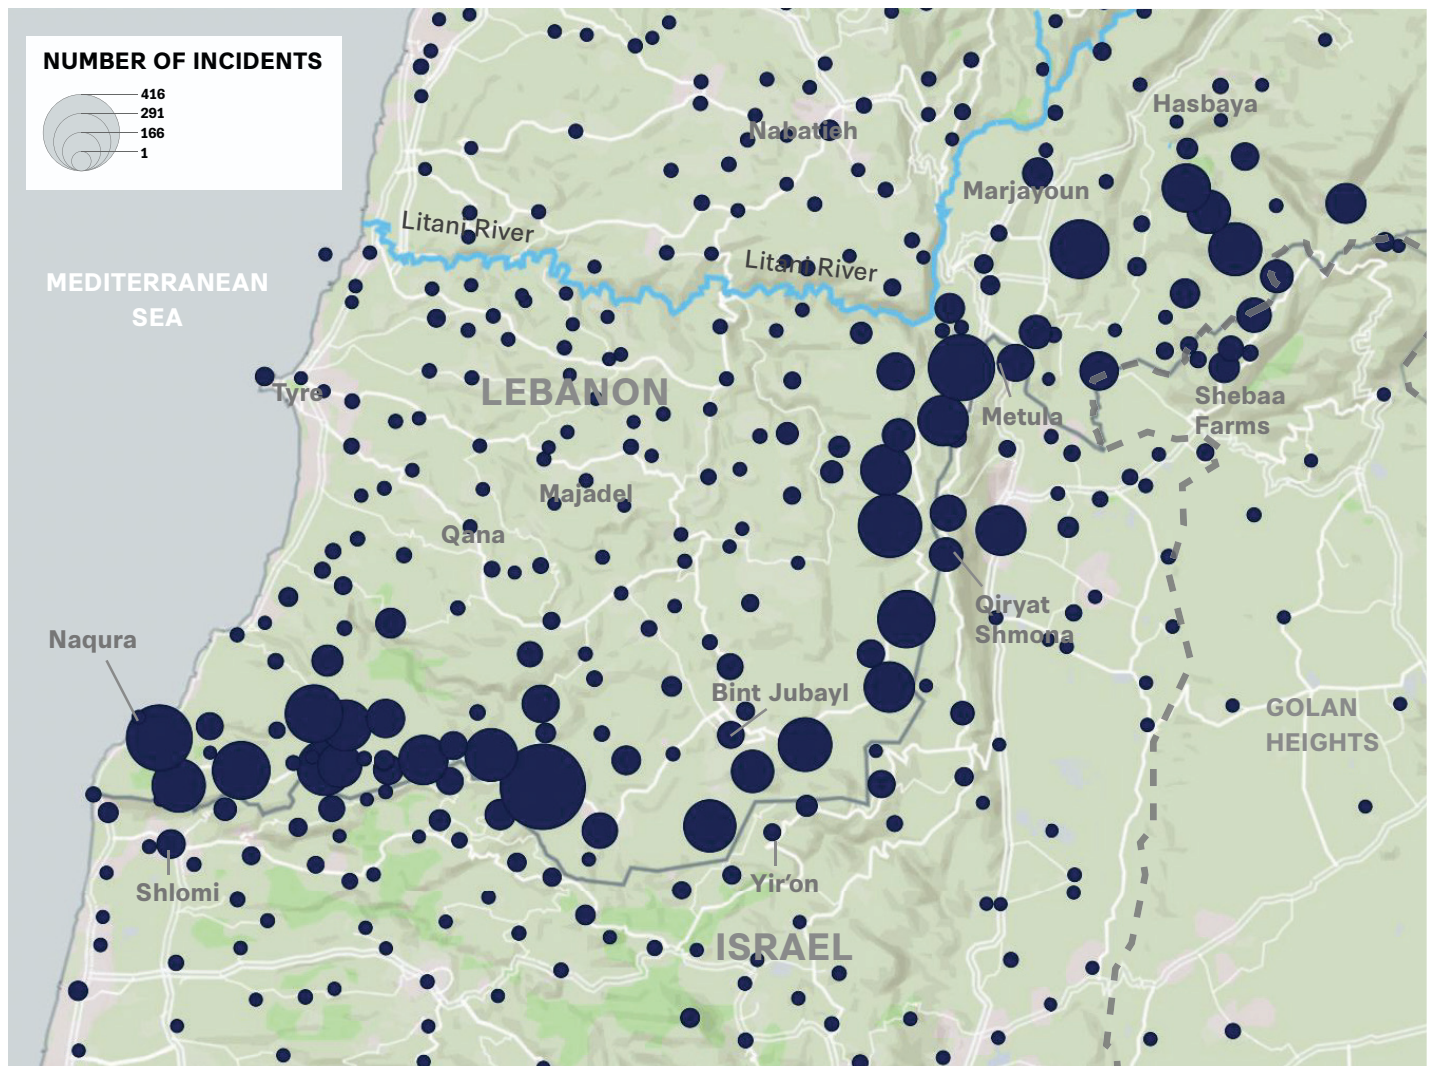 NUMBER OF INCIDENTS
416
291
166
1
Hasbaya
Nabatieh
Marjayoun
Litani River
Litani River
MEDITERRANEAN
SEA
Tyre
LEBANON
Metula
Shebaa
Farms
Majadel
Qana
Qiryat
Shmona
Naqura
Bint Jubayl
GOLAN
HEIGHTS
Shlomi
Yir’on
ISRAEL